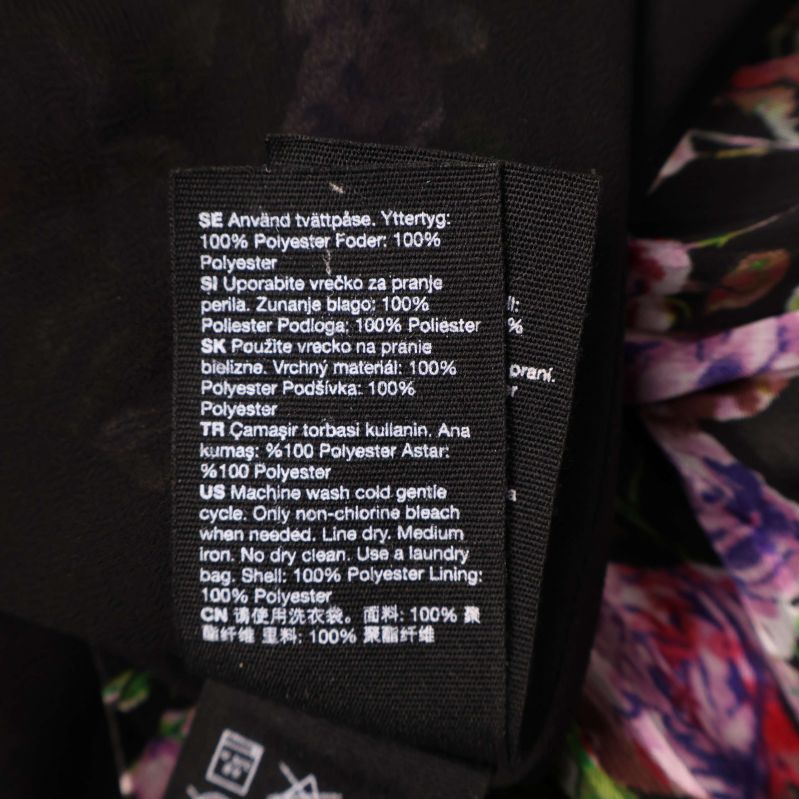 SE Använd tvättpåse. Yttertyg:
100% Polyester Foder: 100%
Polyester
SI Uporabite vrečko za pranje
perila. Zunanje blago: 100%
Poliester Podloga: 100% Poliester
SK Použite vrecko na pranie
bielizne. Vrchný materiál: 100%
Polyester Podšívka: 100%
Polyester
TR Çamaşir torbasi kullanin. Ana
kumaş: %100 Polyester Astar:
%100 Polyester
US Machine wash cold gentle
cycle. Only non-chlorine bleach
when needed. Line dry. Medium
iron. No dry clean. Use a laundry
bag. Shell: 100% Polyester Lining:
100% Polyester
CN 请使用洗衣袋。面料: 100% 聚
酯纤维 里料: 100% 聚酯纤维
%
praní.